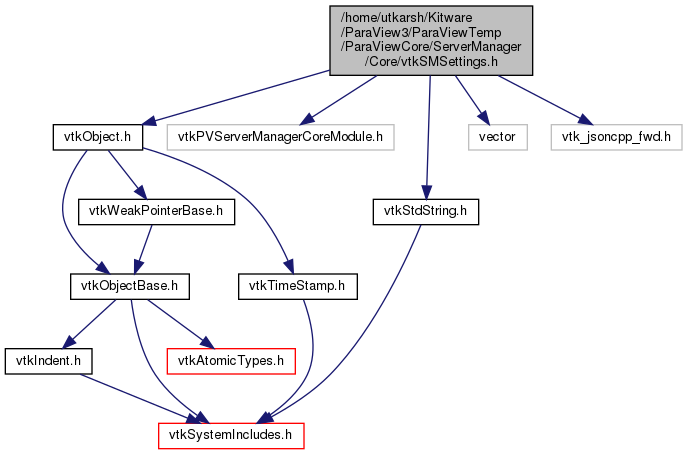 /home/utkarsh/Kitware
/ParaView3/ParaViewTemp
/ParaViewCore/ServerManager
/Core/vtkSMSettings.h
vtkObject.h
vtkPVServerManagerCoreModule.h
vector
vtk_jsoncpp_fwd.h
vtkWeakPointerBase.h
vtkStdString.h
vtkObjectBase.h
vtkTimeStamp.h
vtkIndent.h
vtkAtomicTypes.h
vtkSystemIncludes.h